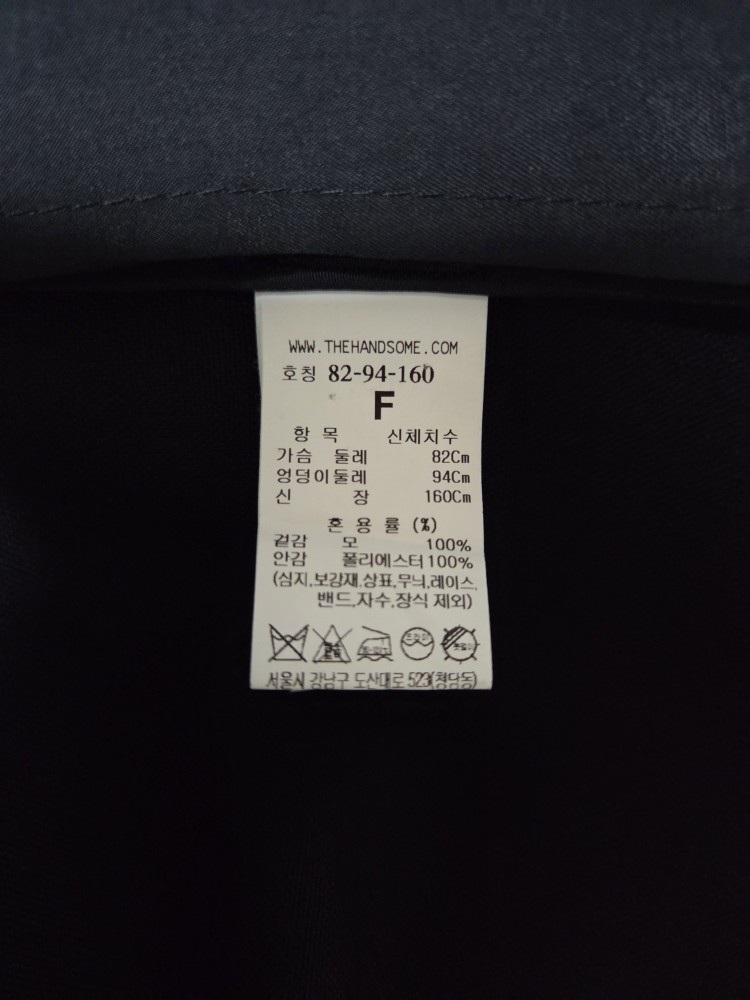 WWW.THEHANDSOME.COM
호칭 82-94-160
F
항 목 신체치수
가슴 둘레 82Cm
엉덩이둘레 94Cm
신 장 160Cm
혼 용 률 (%)
겉감 모 100%
안감 폴리에스터 100%
(심지,보강재,상표,무늬,레이스,
밴드,자수,장식 제외)
드라이
서울시 강남구 도산대로 523(청담동)